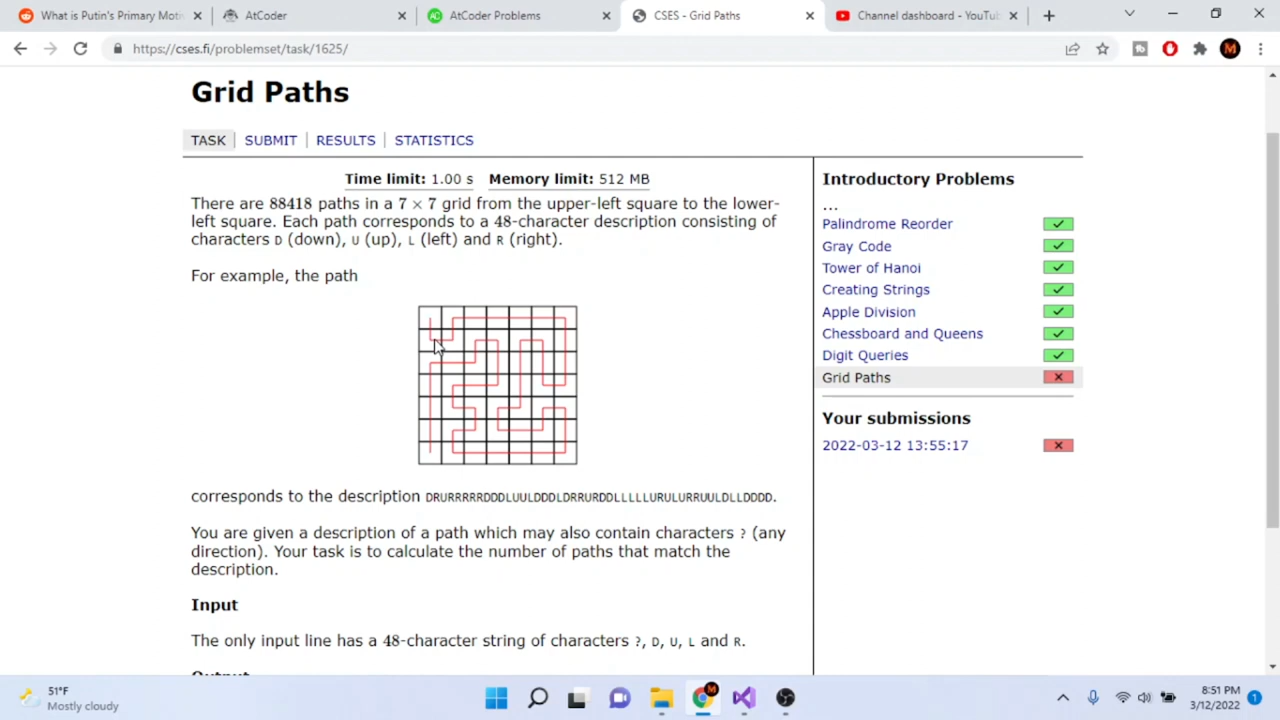 What is Putin's Primary Motiv
AtCoder
AtCoder Problems
CSES - Grid Paths
Channel dashboard - YouTu
https://cses.fi/problemset/task/1625/
M
Grid Paths
TASK | SUBMIT | RESULTS | STATISTICS
Time limit: 1.00 s Memory limit: 512 MB
There are 88418 paths in a 7 × 7 grid from the upper-left square to the lower-
left square. Each path corresponds to a 48-character description consisting of
characters D (down), U (up), L (left) and R (right).
For example, the path
corresponds to the description DRURRRRRDDDLUULDDDLDRRURDDLLLLLURULURRUULDLLDDDD.
You are given a description of a path which may also contain characters ? (any
direction). Your task is to calculate the number of paths that match the
description.
Input
The only input line has a 48-character string of characters ?, D, U, L and R.
Output
Introductory Problems
...
Palindrome Reorder
Gray Code
Tower of Hanoi
Creating Strings
Apple Division
Chessboard and Queens
Digit Queries
Grid Paths
Your submissions
2022-03-12 13:55:17
51°F
Mostly cloudy
M
8:51 PM
3/12/2022
1